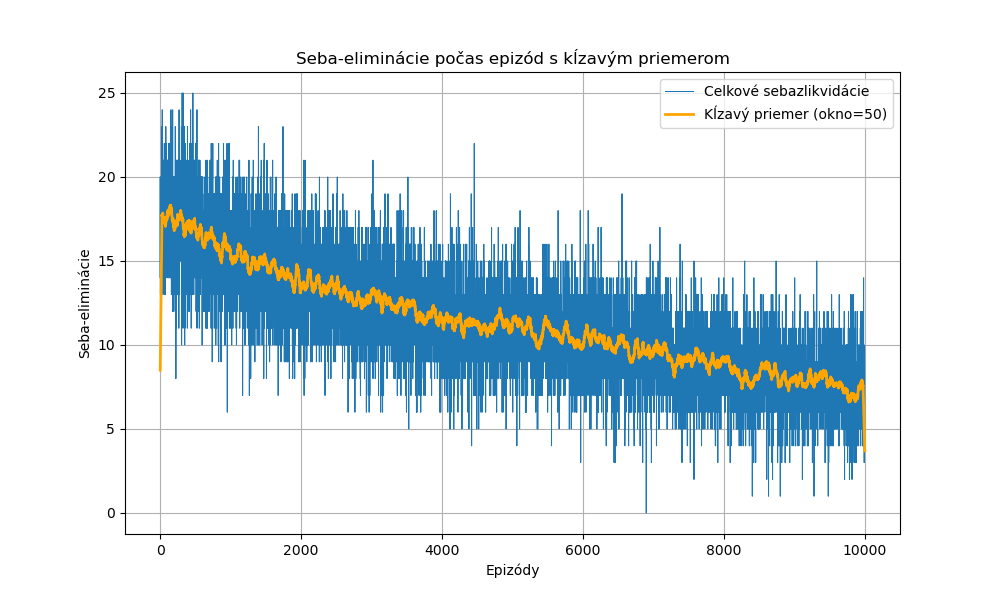 Seba-eliminácie počas epizód s kĺzavým priemerom
Celkové sebazlikvidácie
Kĺzavý priemer (okno=50)
Seba-eliminácie
25
20
15
10
5
0
0 2000 4000 6000 8000 10000
Epizódy